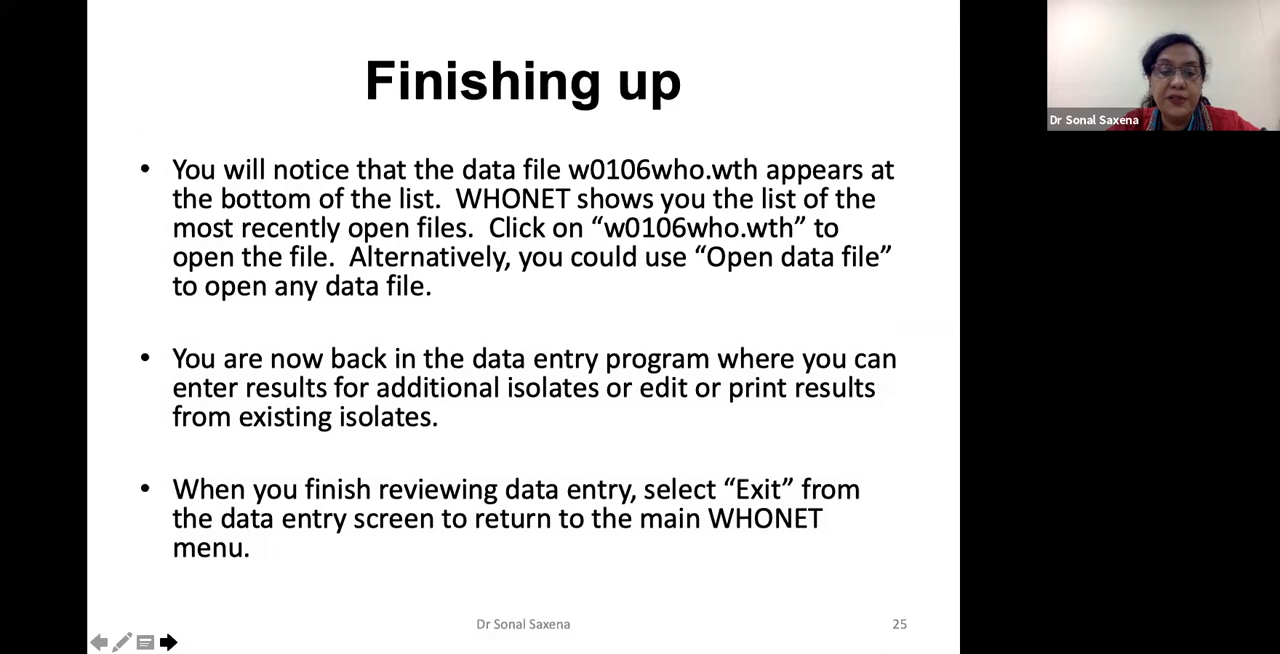 Finishing up
• You will notice that the data file w0106who.wth appears at
the bottom of the list.  WHONET shows you the list of the
most recently open files.  Click on “w0106who.wth” to
open the file.  Alternatively, you could use “Open data file”
to open any data file.
• You are now back in the data entry program where you can
enter results for additional isolates or edit or print results
from existing isolates.
• When you finish reviewing data entry, select “Exit” from
the data entry screen to return to the main WHONET
menu.
Dr Sonal Saxena
25
Dr Sonal Saxena